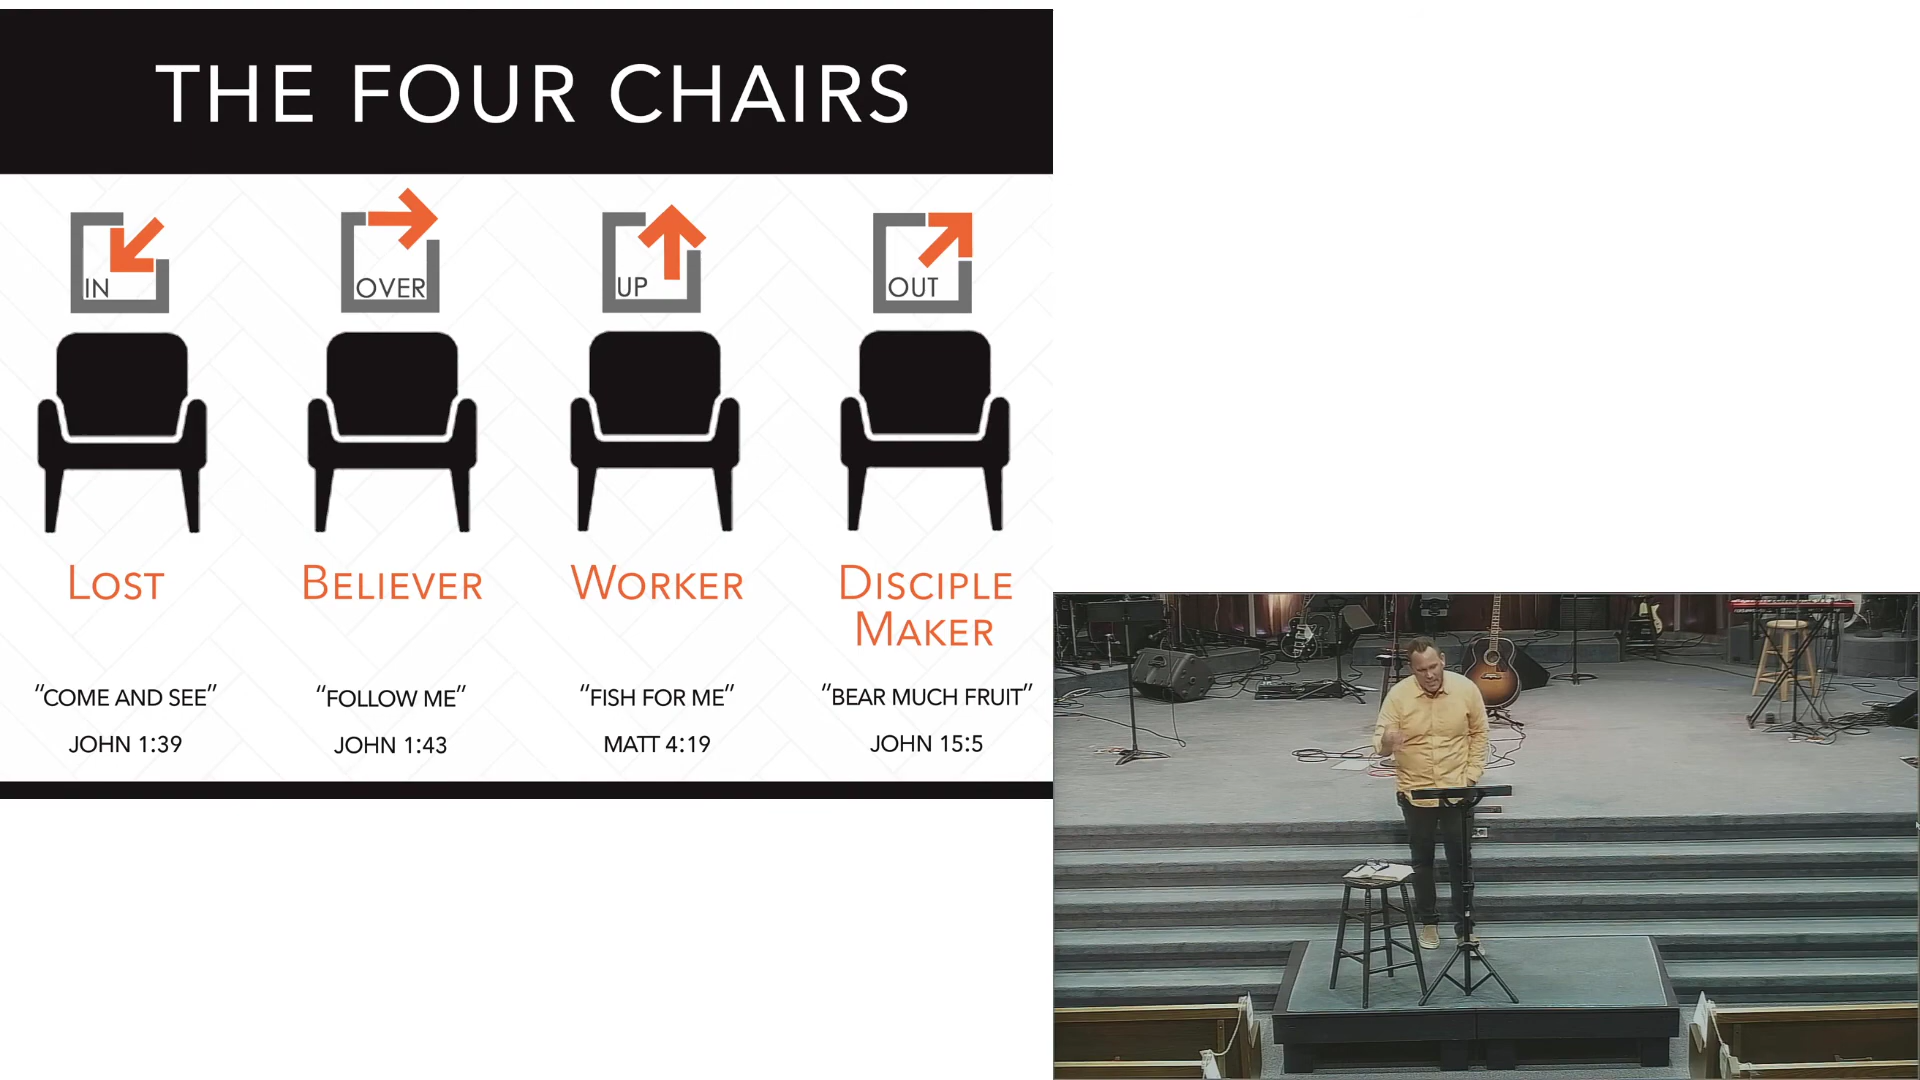 THE FOUR CHAIRS
IN
OVER
UP
OUT
LOST
BELIEVER
WORKER
DISCIPLE
MAKER
"COME AND SEE"
"FOLLOW ME"
"FISH FOR ME"
"BEAR MUCH FRUIT"
JOHN 1:39
JOHN 1:43
MATT 4:19
JOHN 15:5